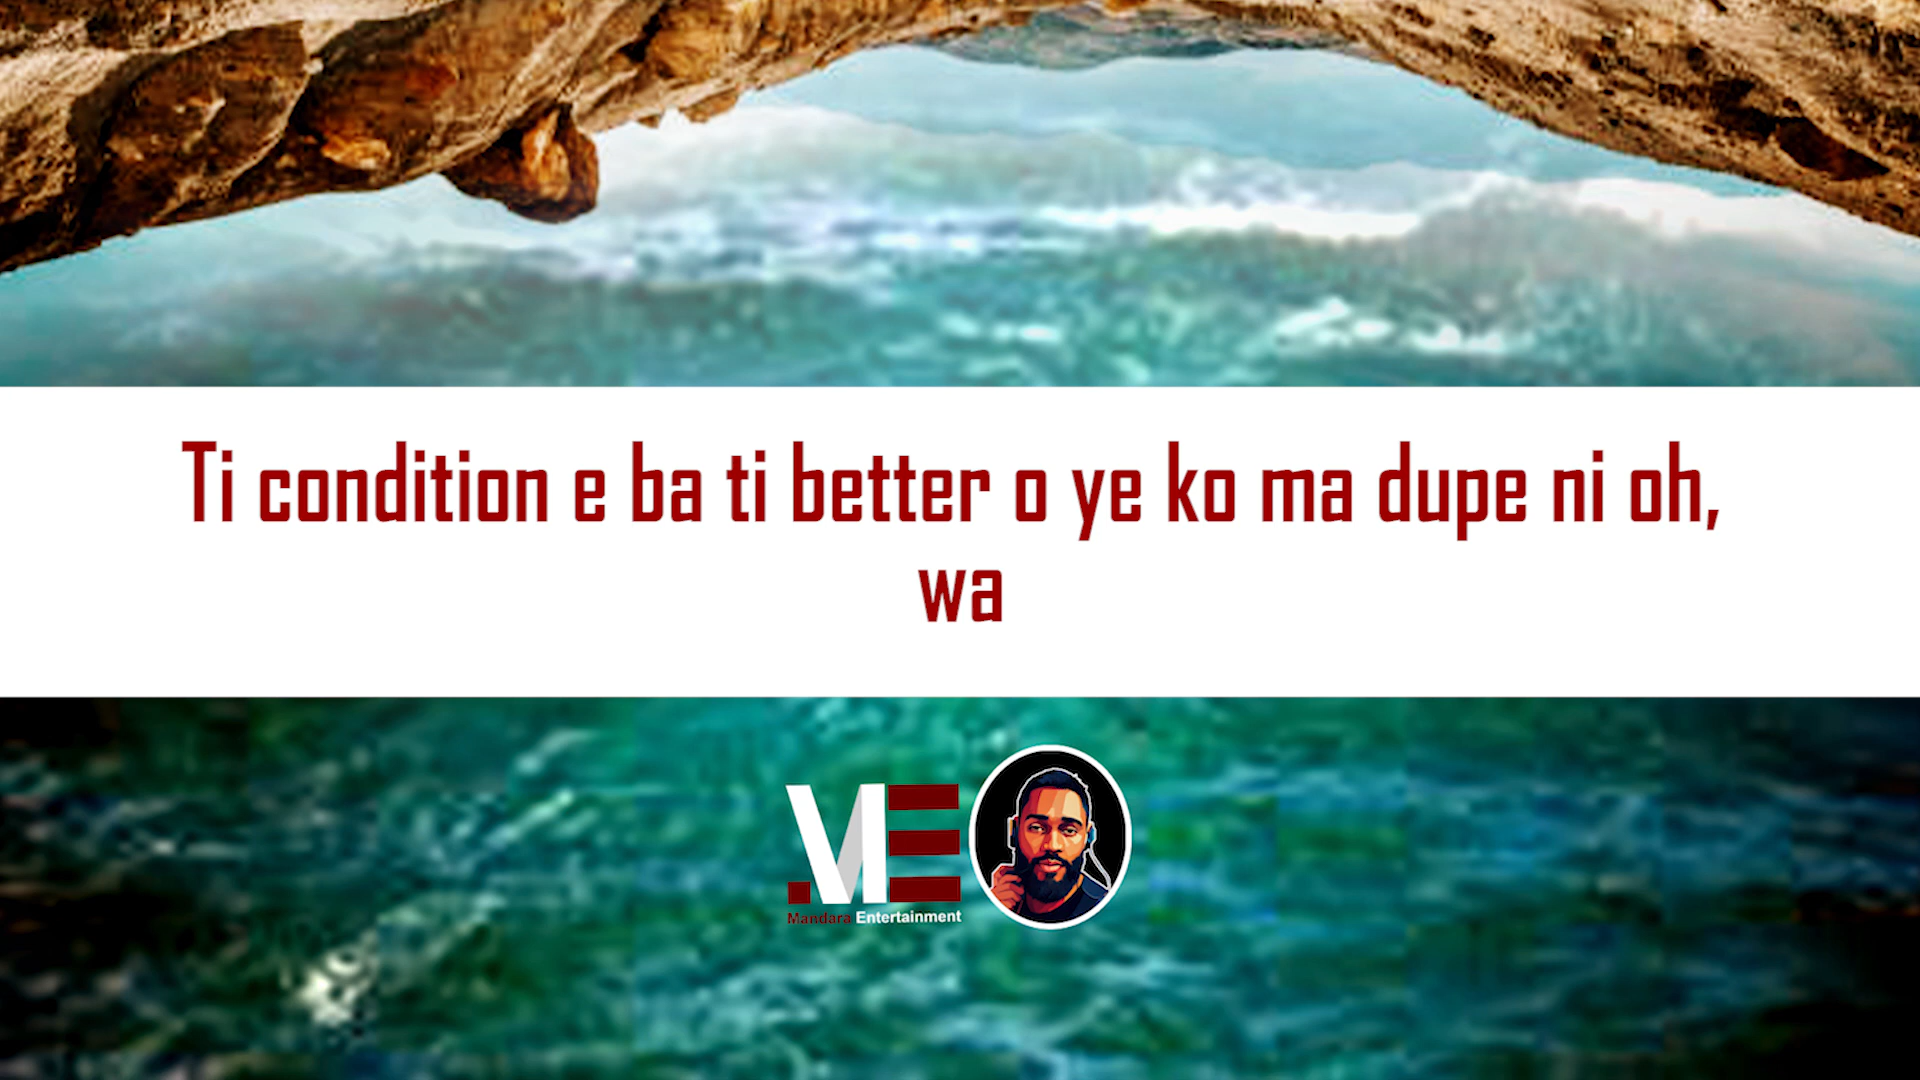 Ti condition e ba ti better o ye ko ma dupe ni oh,
wa
Mandara Entertainment